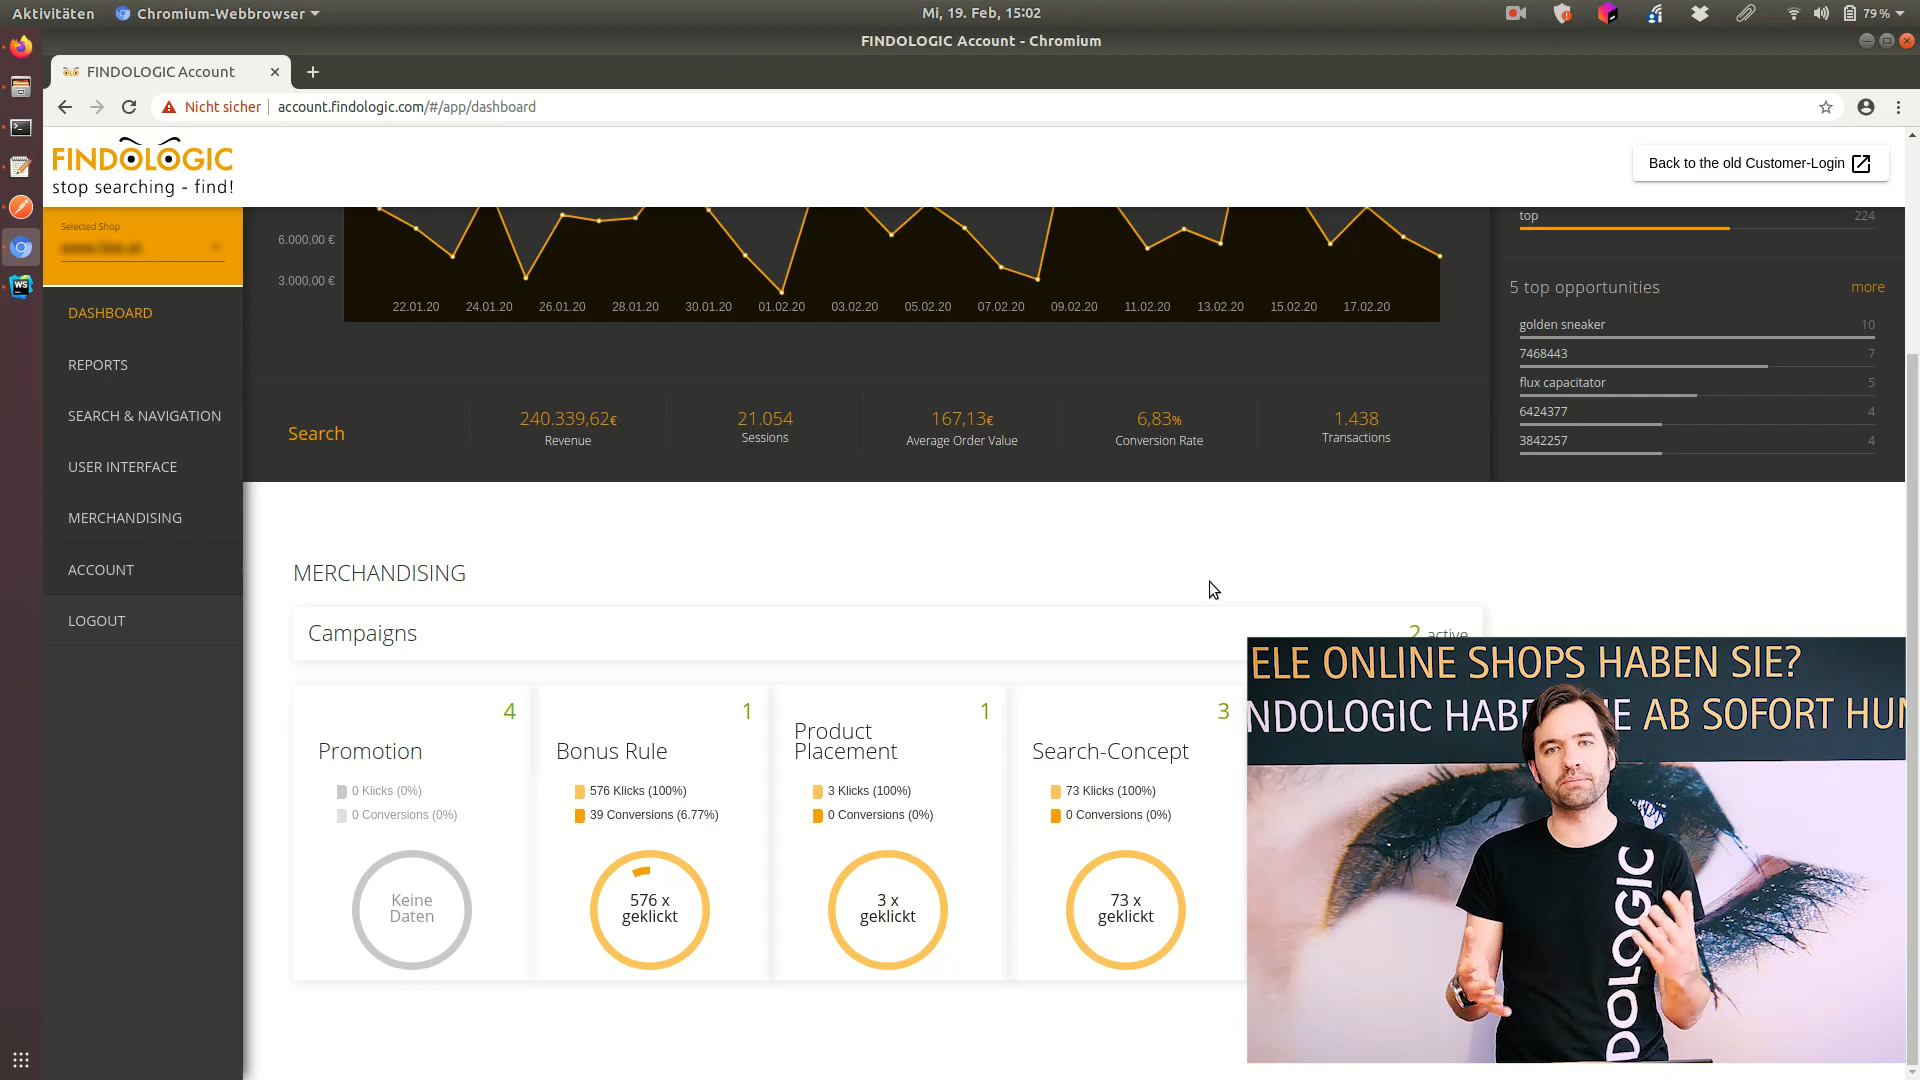 Aktivitäten
Chromium-Webbrowser
Mi, 19. Feb, 15:02
79 %
FINDOLOGIC Account - Chromium
FINDOLOGIC Account
Nicht sicher
account.findologic.com/#/app/dashboard
FINDOLOGIC
stop searching - find!
Back to the old Customer-Login
Selected Shop
DASHBOARD
REPORTS
SEARCH & NAVIGATION
USER INTERFACE
MERCHANDISING
ACCOUNT
LOGOUT
6.000,00 €
3.000,00 €
22.01.20
24.01.20
26.01.20
28.01.20
30.01.20
01.02.20
03.02.20
05.02.20
07.02.20
09.02.20
11.02.20
13.02.20
15.02.20
17.02.20
top 224
5 top opportunities more
golden sneaker 10
7468443 7
flux capacitator 5
6424377 4
3842257 4
Search
240.339,62€
Revenue
21.054
Sessions
167,13€
Average Order Value
6,83%
Conversion Rate
1.438
Transactions
MERCHANDISING
Campaigns
2 active
4
Promotion
0 Klicks (0%)
0 Conversions (0%)
Keine
Daten
1
Bonus Rule
576 Klicks (100%)
39 Conversions (6.77%)
576 x
geklickt
1
Product
Placement
3 Klicks (100%)
0 Conversions (0%)
3 x
geklickt
3
Search-Concept
73 Klicks (100%)
0 Conversions (0%)
73 x
geklickt
ELE ONLINE SHOPS HABEN SIE?
NDOLOGIC HABE IE AB SOFORT HUN
DOLOGIC
WS